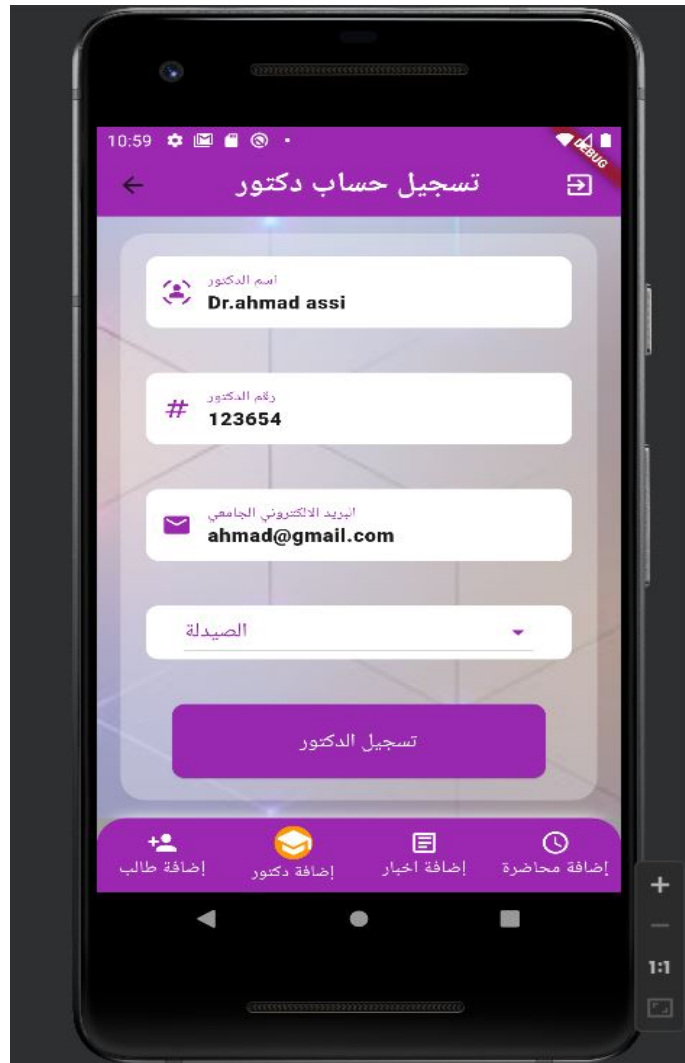 10:59
DEBUG
تسجيل حساب دكتور
اسم الدكتور
Dr.ahmad assi
رقم الدكتور
# 123654
البريد الالكتروني الجامعي
ahmad@gmail.com
الصيدلة
تسجيل الدكتور
إضافة طالب
إضافة دكتور
إضافة اخبار
إضافة محاضرة
1:1